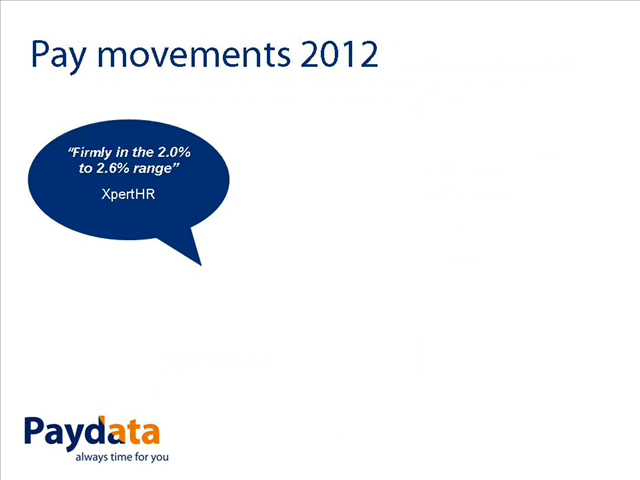 Pay movements 2012
“Firmly in the 2.0%
to 2.6% range”
XpertHR
Paydata
always time for you